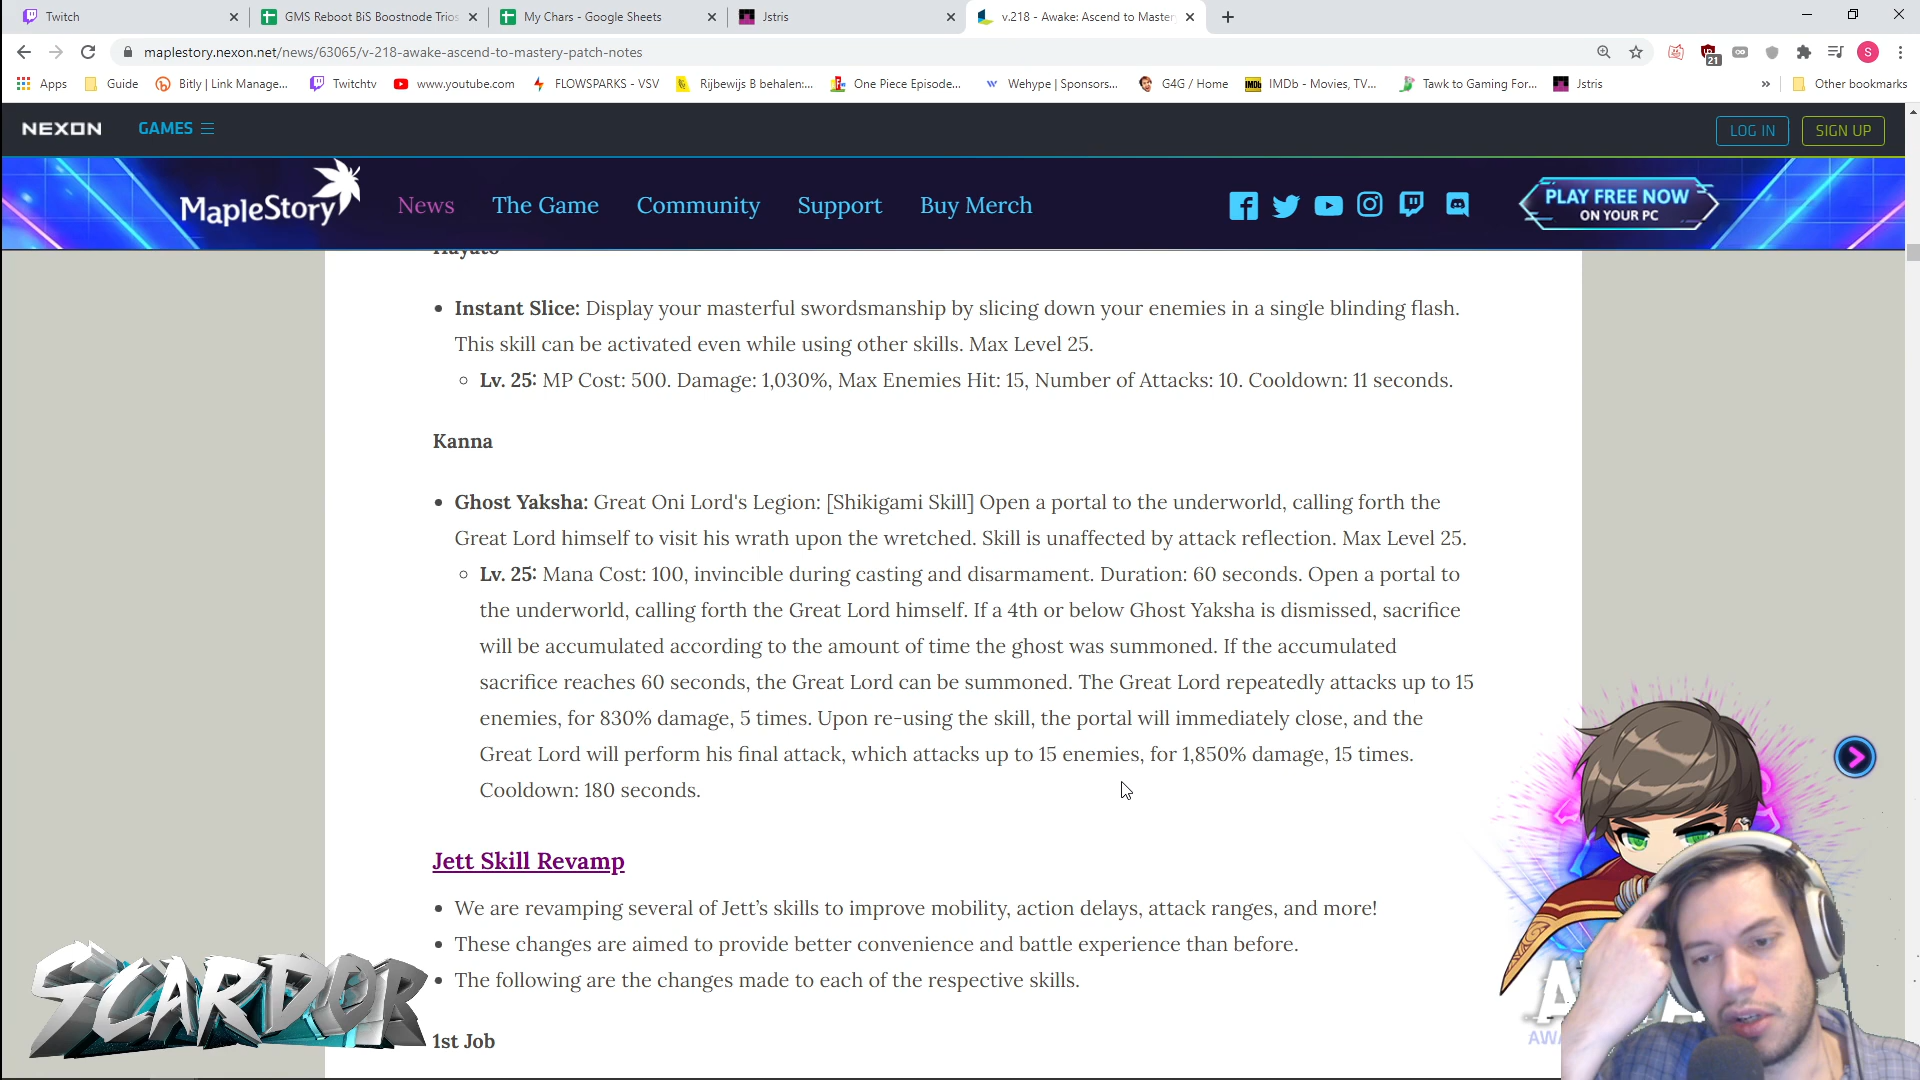 Twitch
GMS Reboot BiS Boostnode Trios
My Chars - Google Sheets
Jstris
v.218 - Awake: Ascend to Master
maplestory.nexon.net/news/63065/v-218-awake-ascend-to-mastery-patch-notes
21
S
Apps
Guide
Bitly | Link Manage...
Twitchtv
www.youtube.com
FLOWSPARKS - VSV
Rijbewijs B behalen:...
One Piece Episode...
Wehype | Sponsors...
G4G / Home
IMDb - Movies, TV...
Tawk to Gaming For...
Jstris
»
Other bookmarks
NEXON
GAMES
LOG IN
SIGN UP
MapleStory
News
The Game
Community
Support
Buy Merch
PLAY FREE NOW
ON YOUR PC
Hayato
• Instant Slice: Display your masterful swordsmanship by slicing down your enemies in a single blinding flash.
This skill can be activated even while using other skills. Max Level 25.
◦ Lv. 25: MP Cost: 500. Damage: 1,030%, Max Enemies Hit: 15, Number of Attacks: 10. Cooldown: 11 seconds.
Kanna
• Ghost Yaksha: Great Oni Lord's Legion: [Shikigami Skill] Open a portal to the underworld, calling forth the
Great Lord himself to visit his wrath upon the wretched. Skill is unaffected by attack reflection. Max Level 25.
◦ Lv. 25: Mana Cost: 100, invincible during casting and disarmament. Duration: 60 seconds. Open a portal to
the underworld, calling forth the Great Lord himself. If a 4th or below Ghost Yaksha is dismissed, sacrifice
will be accumulated according to the amount of time the ghost was summoned. If the accumulated
sacrifice reaches 60 seconds, the Great Lord can be summoned. The Great Lord repeatedly attacks up to 15
enemies, for 830% damage, 5 times. Upon re-using the skill, the portal will immediately close, and the
Great Lord will perform his final attack, which attacks up to 15 enemies, for 1,850% damage, 15 times.
Cooldown: 180 seconds.
Jett Skill Revamp
• We are revamping several of Jett’s skills to improve mobility, action delays, attack ranges, and more!
• These changes are aimed to provide better convenience and battle experience than before.
• The following are the changes made to each of the respective skills.
1st Job
SCARDOR